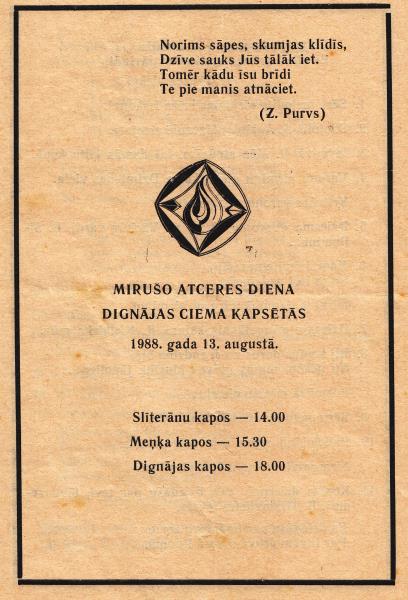 Norims sāpes, skumjas klīdīs,
Dzīve sauks Jūs tālāk iet.
Tomēr kādu īsu brīdi
Te pie manis atnāciet.
(Z. Purvs)
MIRUŠO ATCERES DIENA
DIGNĀJAS CIEMA KAPSĒTĀS
1988. gada 13. augustā.
Slīterānu kapos — 14.00
Meņķa kapos — 15.30
Dignājas kapos — 18.00